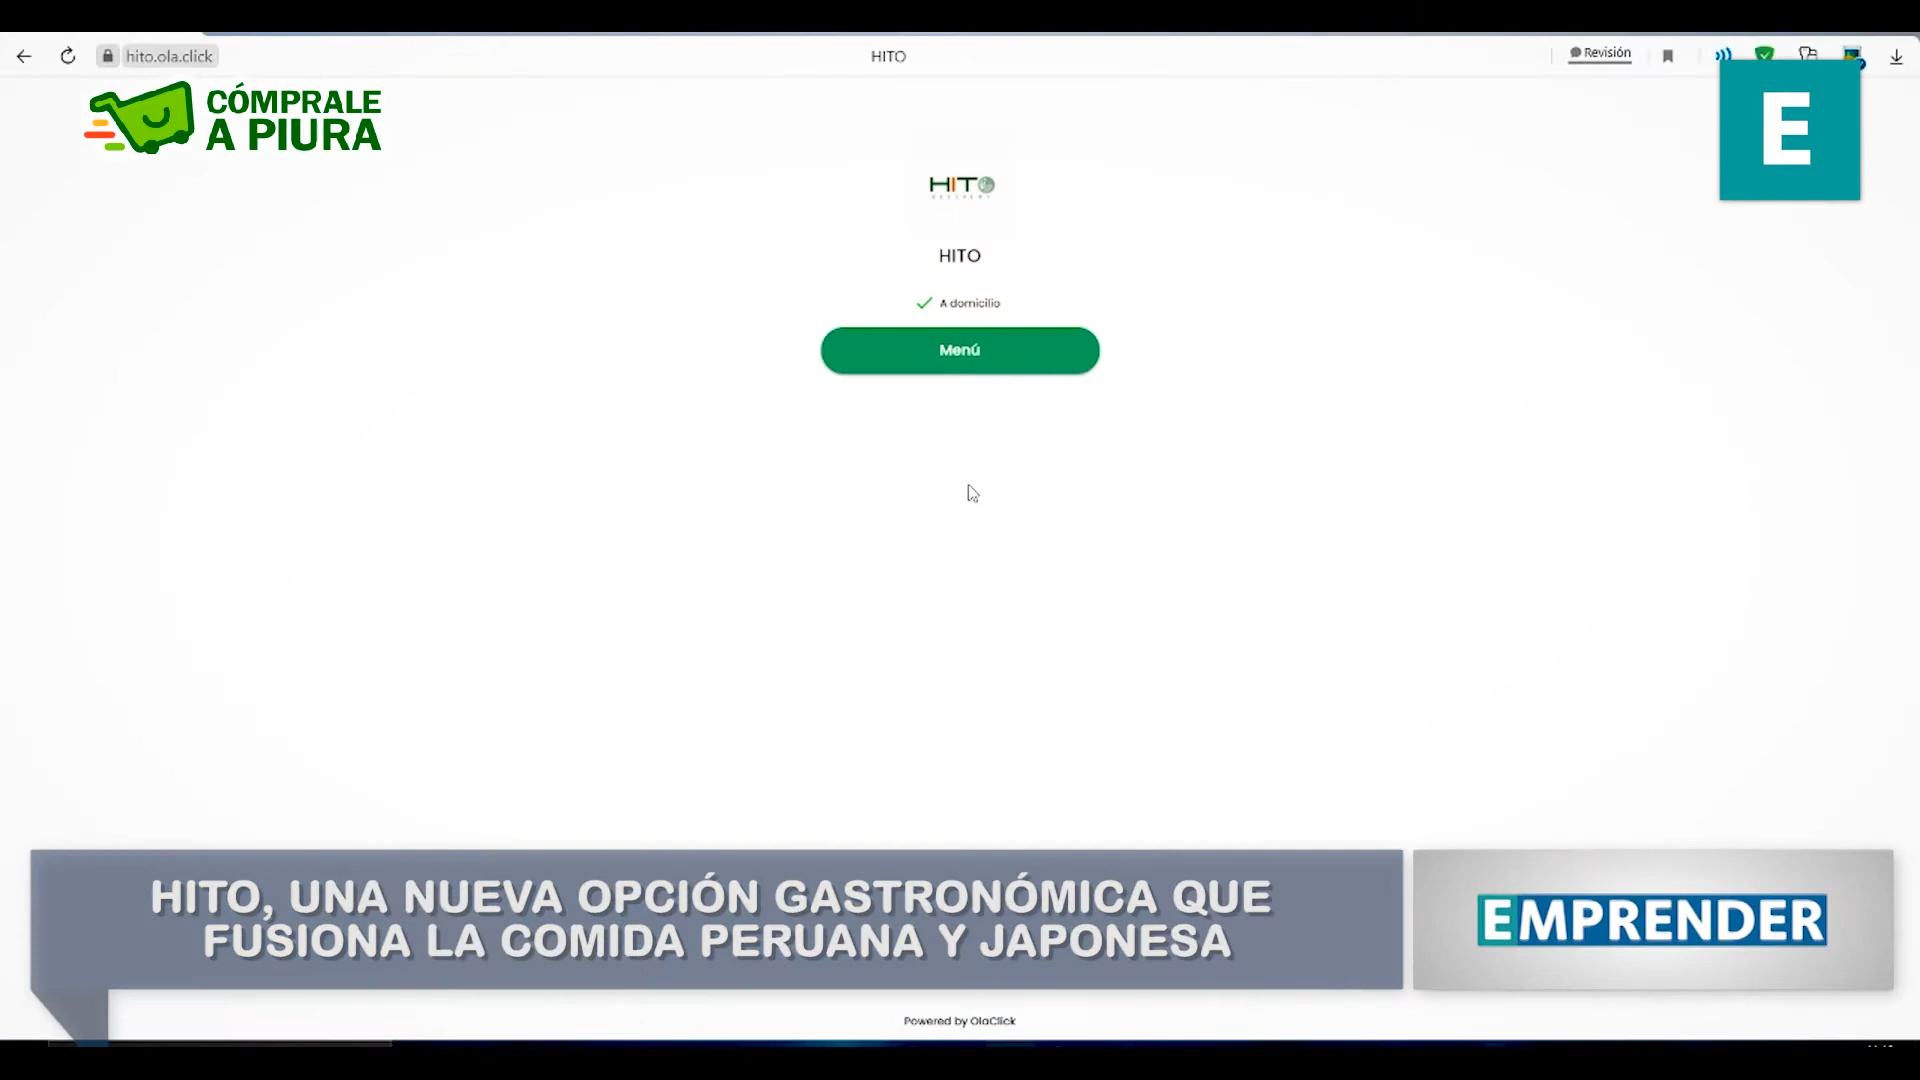 hito.ola.click
HITO
Revisión
CÓMPRALE
A PIURA
E
HITO
HITO
A domicilio
Menú
HITO, UNA NUEVA OPCIÓN GASTRONÓMICA QUE
FUSIONA LA COMIDA PERUANA Y JAPONESA
EMPRENDER
Powered by OlaClick